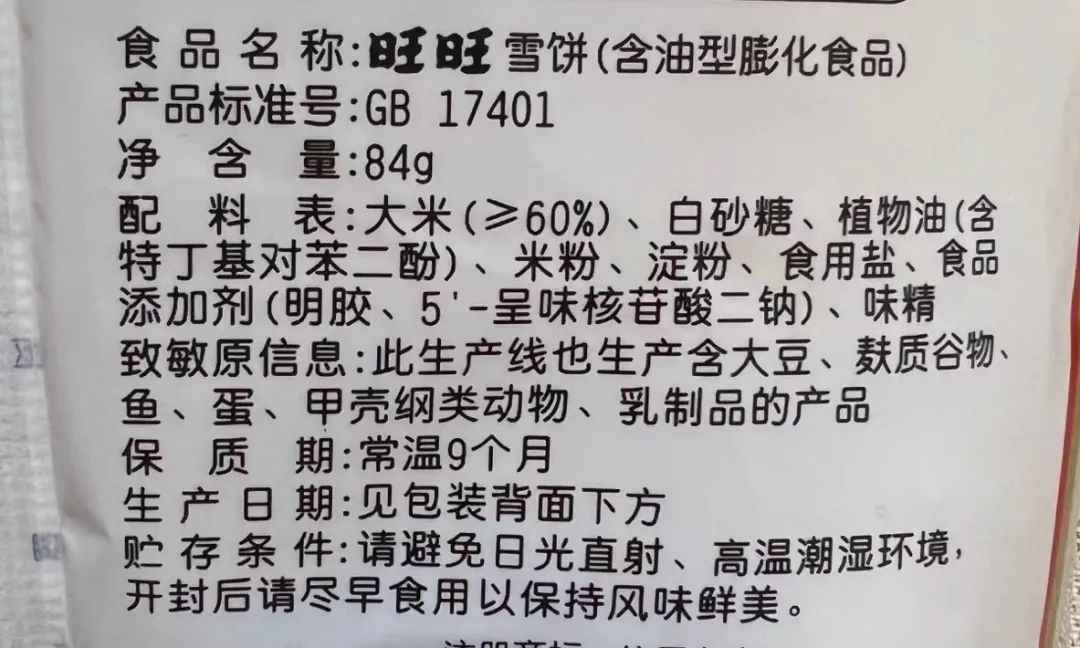 食品名称:旺旺雪饼(含油型膨化食品)
产品标准号:GB 17401
净含量:84g
配料表:大米(≥60%)、白砂糖、植物油(含
特丁基对苯二酚)、米粉、淀粉、食用盐、食品
添加剂(明胶、5'-呈味核苷酸二钠)、味精
致敏原信息:此生产线也生产含大豆、麸质谷物、
鱼、蛋、甲壳纲类动物、乳制品的产品
保质期:常温9个月
生产日期:见包装背面下方
贮存条件:请避免日光直射、高温潮湿环境,
开封后请尽早食用以保持风味鲜美。